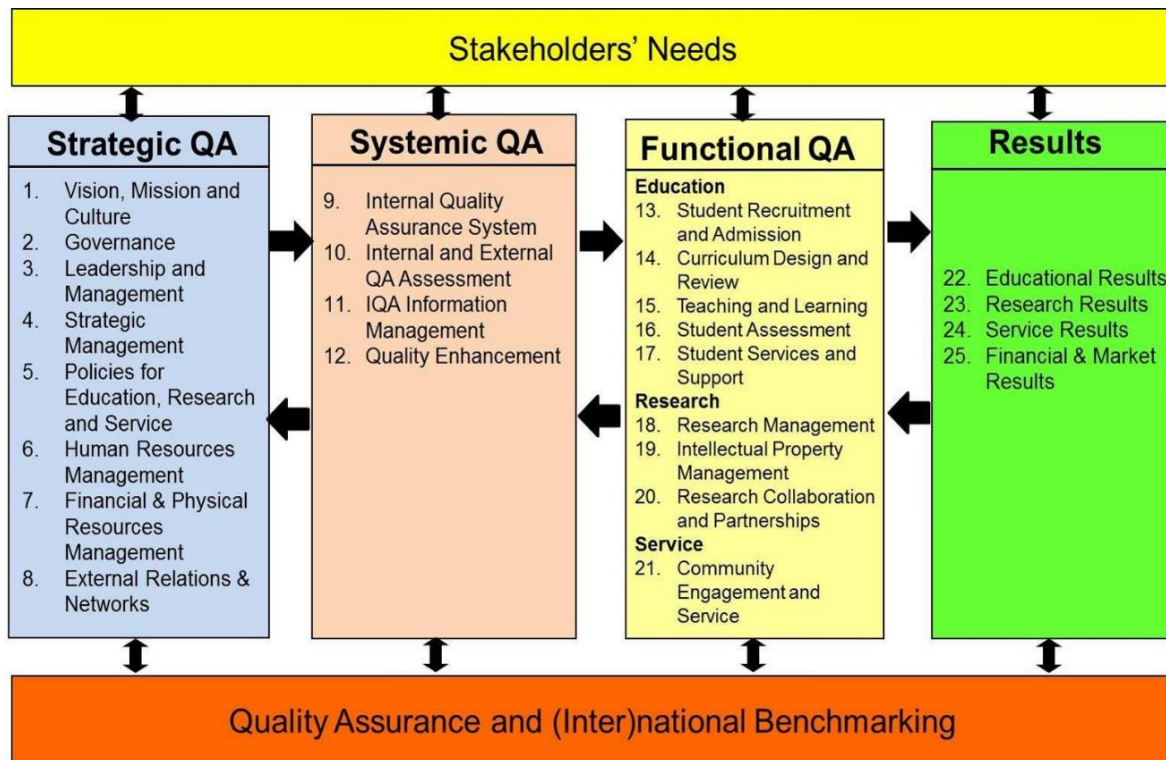 Stakeholders' Needs
Strategic QA
1. Vision, Mission and
Culture
2. Governance
3. Leadership and
Management
4. Strategic
Management
5. Policies for
Education, Research
and Service
6. Human Resources
Management
7. Financial & Physical
Resources
Management
8. External Relations &
Networks
Systemic QA
9. Internal Quality
Assurance System
10. Internal and External
QA Assessment
11. IQA Information
Management
12. Quality Enhancement
Functional QA
Education
13. Student Recruitment
and Admission
14. Curriculum Design and
Review
15. Teaching and Learning
16. Student Assessment
17. Student Services and
Support
Research
18. Research Management
19. Intellectual Property
Management
20. Research Collaboration
and Partnerships
Service
21. Community
Engagement and
Service
Results
22. Educational Results
23. Research Results
24. Service Results
25. Financial & Market
Results
Quality Assurance and (Inter)national Benchmarking